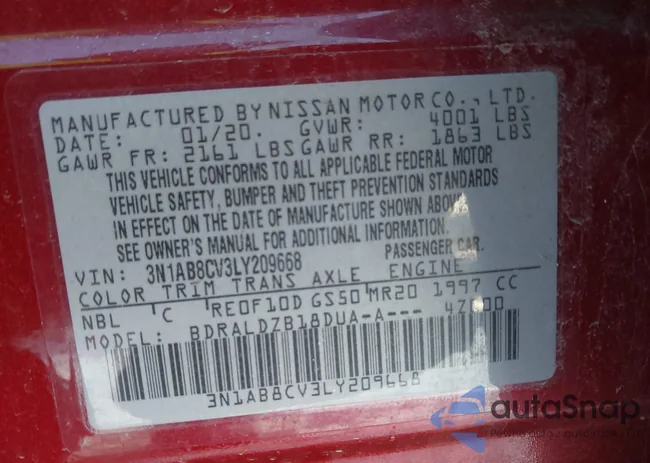 MANUFACTURED BY NISSAN MOTOR CO., LTD.
DATE: 01/20. GVWR: 4001 LBS
GAWR FR: 2161 LBS GAWR RR: 1863 LBS
THIS VEHICLE CONFORMS TO ALL APPLICABLE FEDERAL MOTOR
VEHICLE SAFETY, BUMPER AND THEFT PREVENTION STANDARDS
IN EFFECT ON THE DATE OF MANUFACTURE SHOWN ABOVE.
SEE OWNER'S MANUAL FOR ADDITIONAL INFORMATION.
VIN: 3N1AB8CV3LY209668 PASSENGER CAR.
COLOR TRIM TRANS AXLE ENGINE
NBL C RE0F10D GS50 MR20 1997 CC
MODEL: BDRALDZB18DUA-A---
3N1AB8CV3LY209668
autoSnap